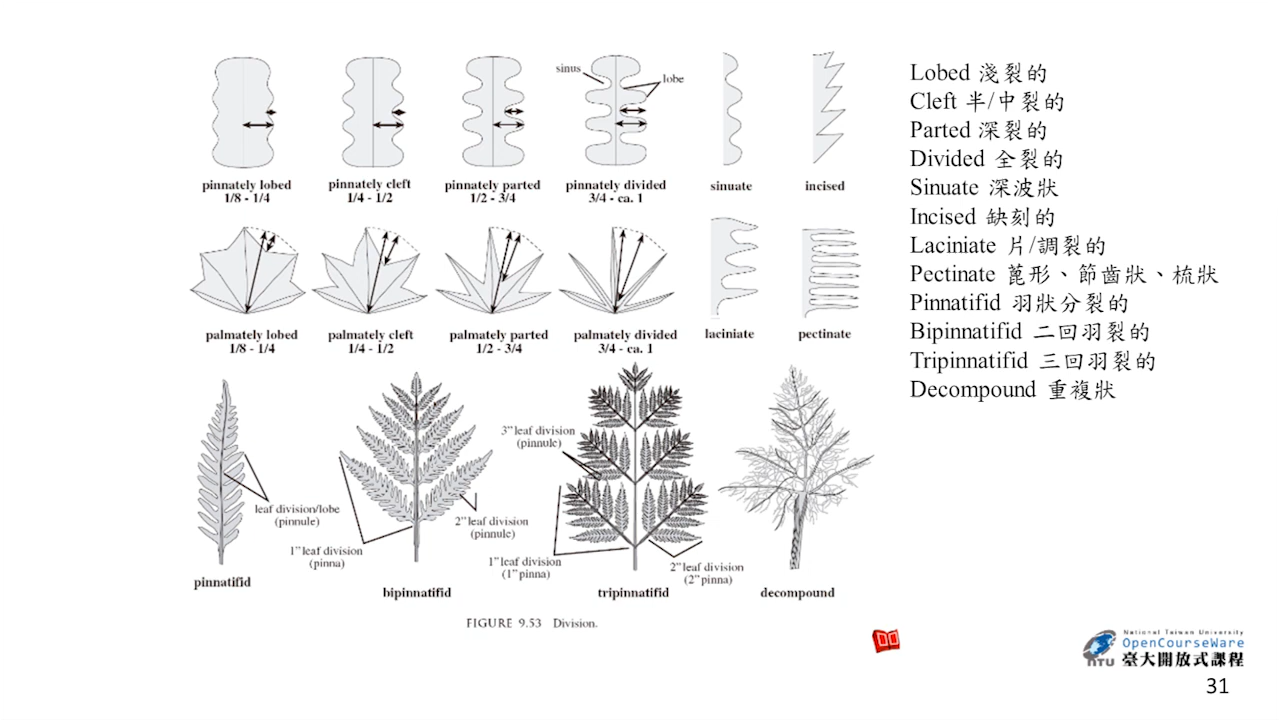 sinus
lobe
pinnately lobed
1/8 - 1/4
pinnately cleft
1/4 - 1/2
pinnately parted
1/2 - 3/4
pinnately divided
3/4 - ca. 1
sinuate
incised
palmately lobed
1/8 - 1/4
palmately cleft
1/4 - 1/2
palmately parted
1/2 - 3/4
palmately divided
3/4 - ca. 1
laciniate
pectinate
leaf division/lobe
(pinnule)
pinnatifid
1° leaf division
(pinna)
2° leaf division
(pinnule)
bipinnatifid
3° leaf division
(pinnule)
1° leaf division
(1° pinna)
2° leaf division
(2° pinna)
tripinnatifid
decompound
FIGURE 9.53 Division.
Lobed 淺裂的
Cleft 半/中裂的
Parted 深裂的
Divided 全裂的
Sinuate 深波狀
Incised 缺刻的
Laciniate 片/調裂的
Pectinate 蓖形、節齒狀、梳狀
Pinnatifid 羽狀分裂的
Bipinnatifid 二回羽裂的
Tripinnatifid 三回羽裂的
Decompound 重複狀
National Taiwan University
OpenCourseWare
NTU 臺大開放式課程
31